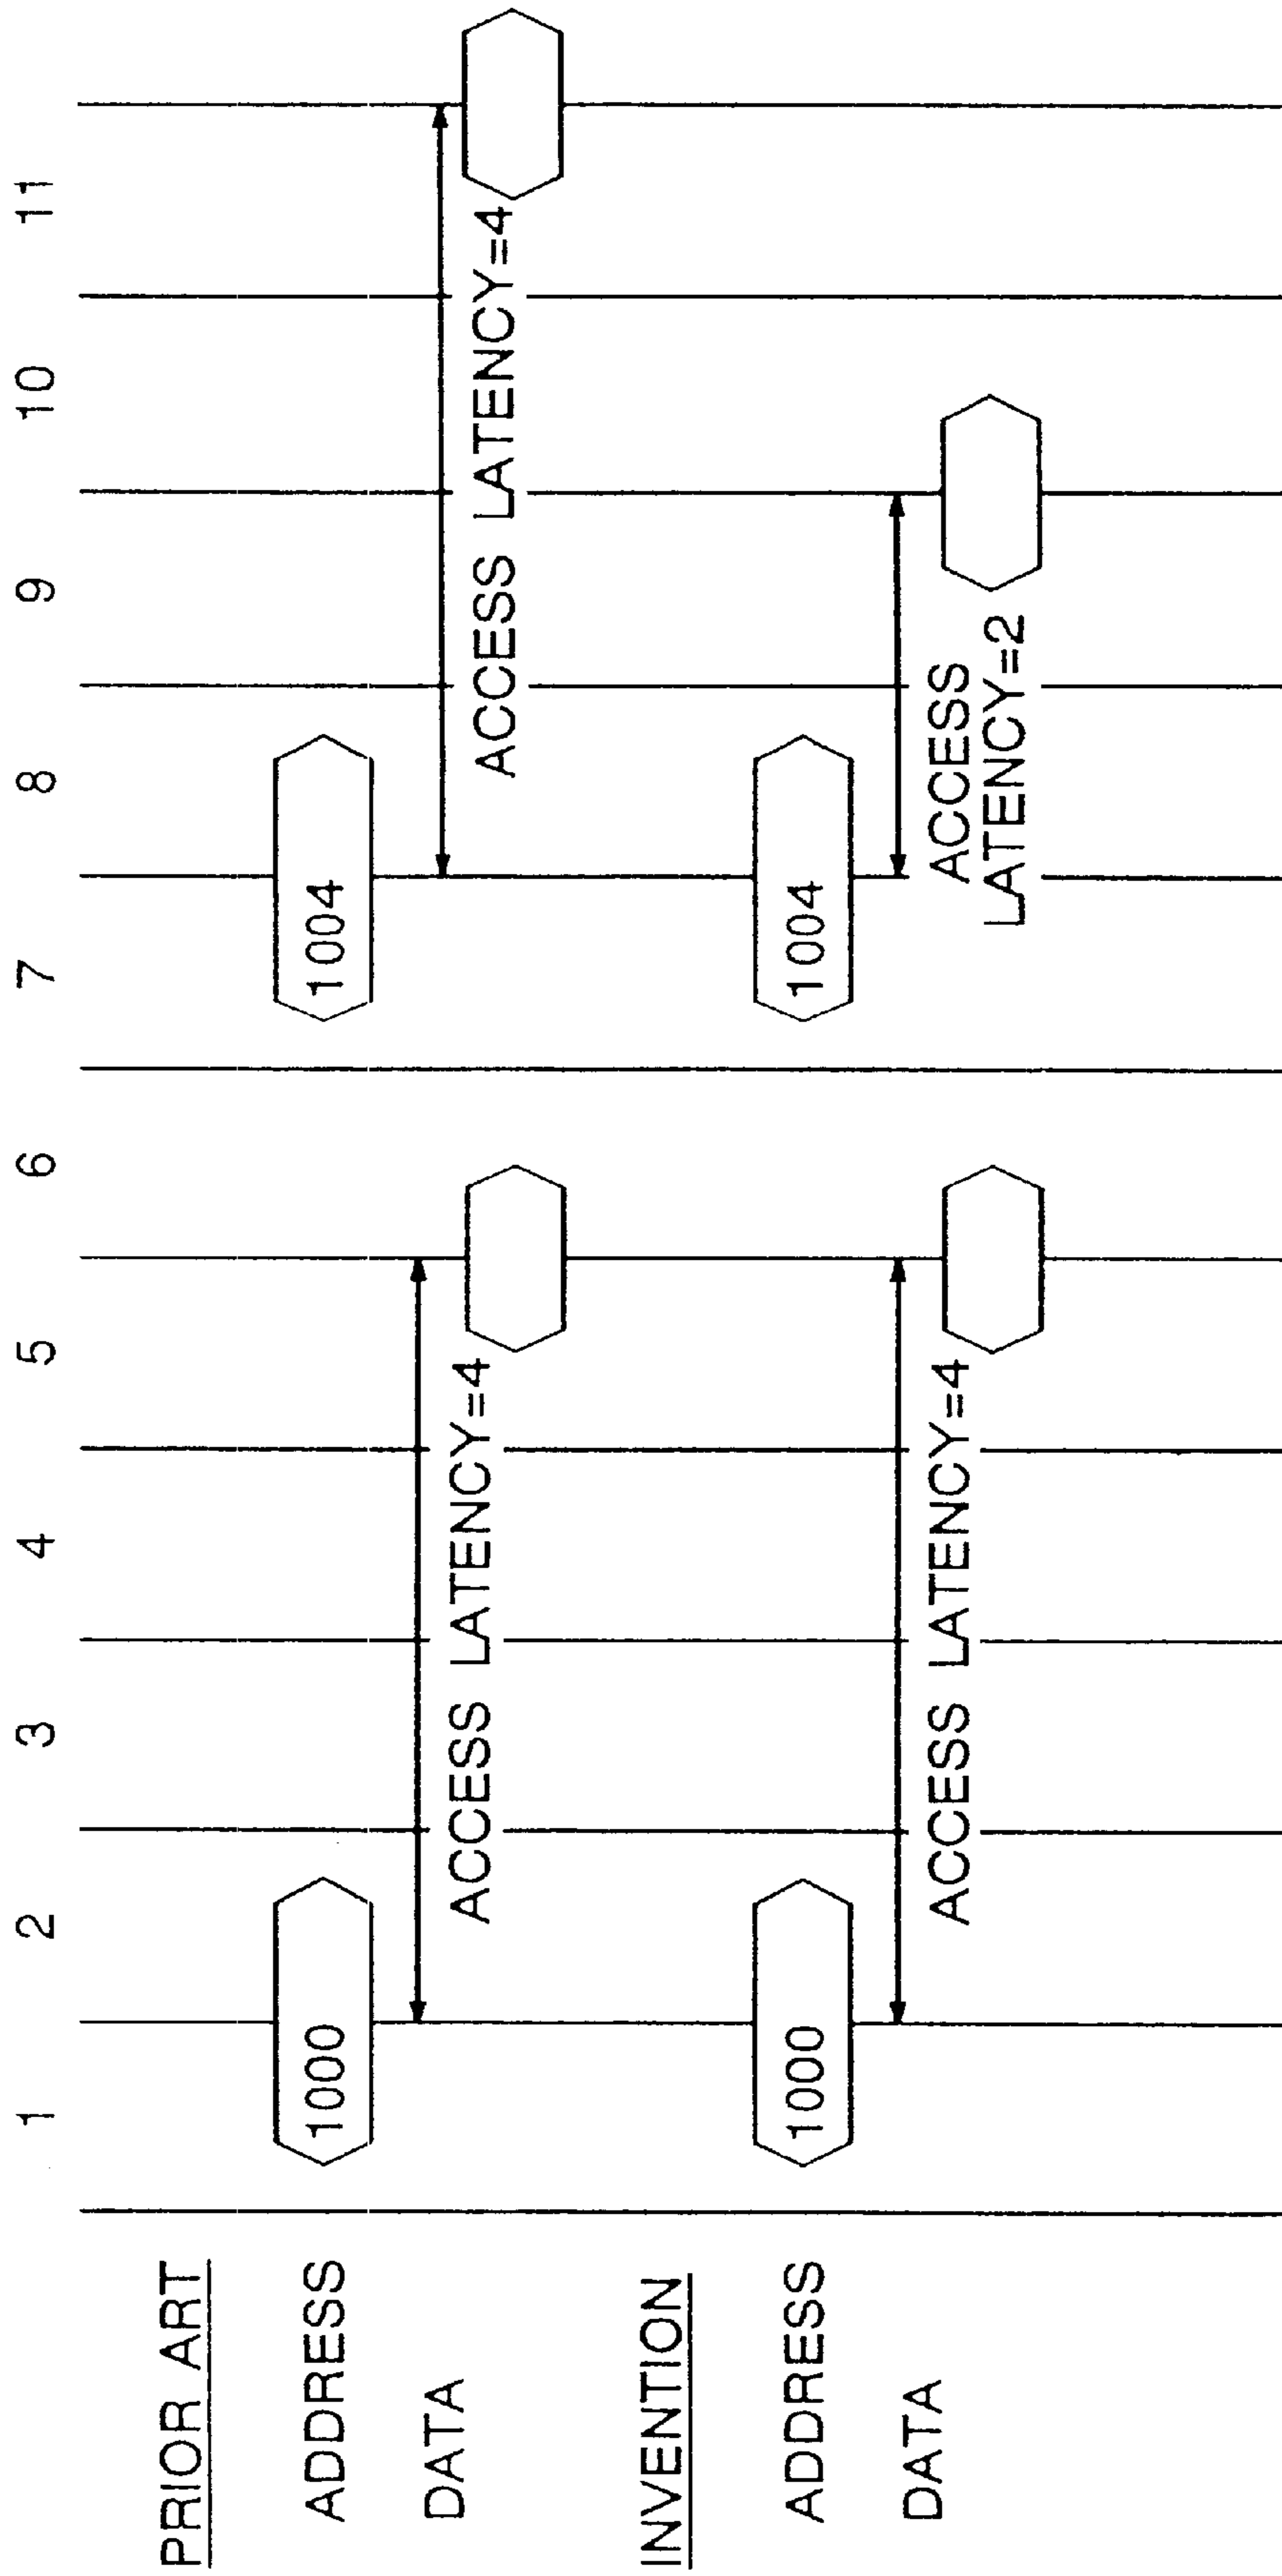 1 2 3 4 5 6 7 8 9 10 11
PRIOR ART
ADDRESS 1000 1004
DATA
ACCESS LATENCY=4 ACCESS LATENCY=4
INVENTION
ADDRESS 1000 1004
DATA
ACCESS LATENCY=4 ACCESS
LATENCY=2